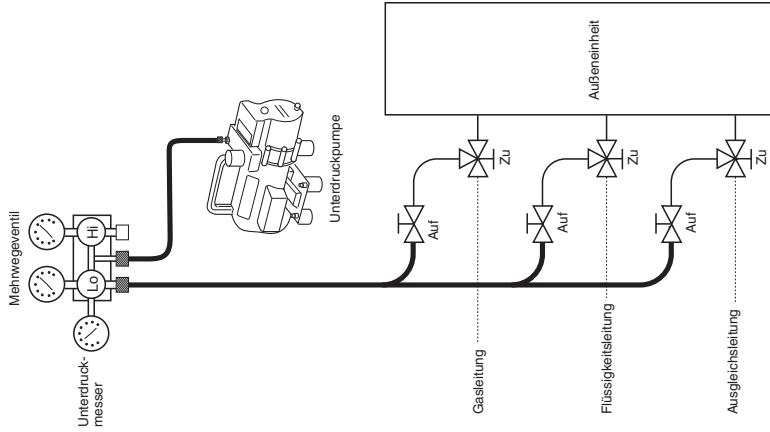 Mehrwegeventil
Hi
Lo
Unterdruck-
messer
Unterdruckpumpe
Außeneinheit
Auf
Zu
Gasleitung
Auf
Zu
Flüssigkeitsleitung
Auf
Zu
Ausgleichsleitung